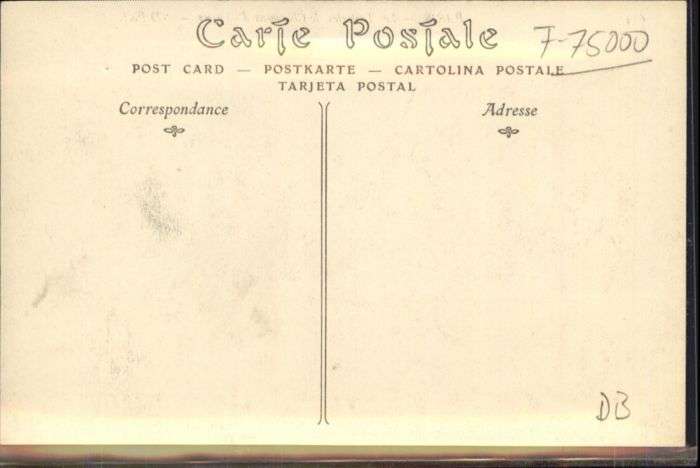 Carte Postale
F-75000
POST CARD — POSTKARTE — CARTOLINA POSTALE
TARJETA POSTAL
Correspondance
Adresse
DB